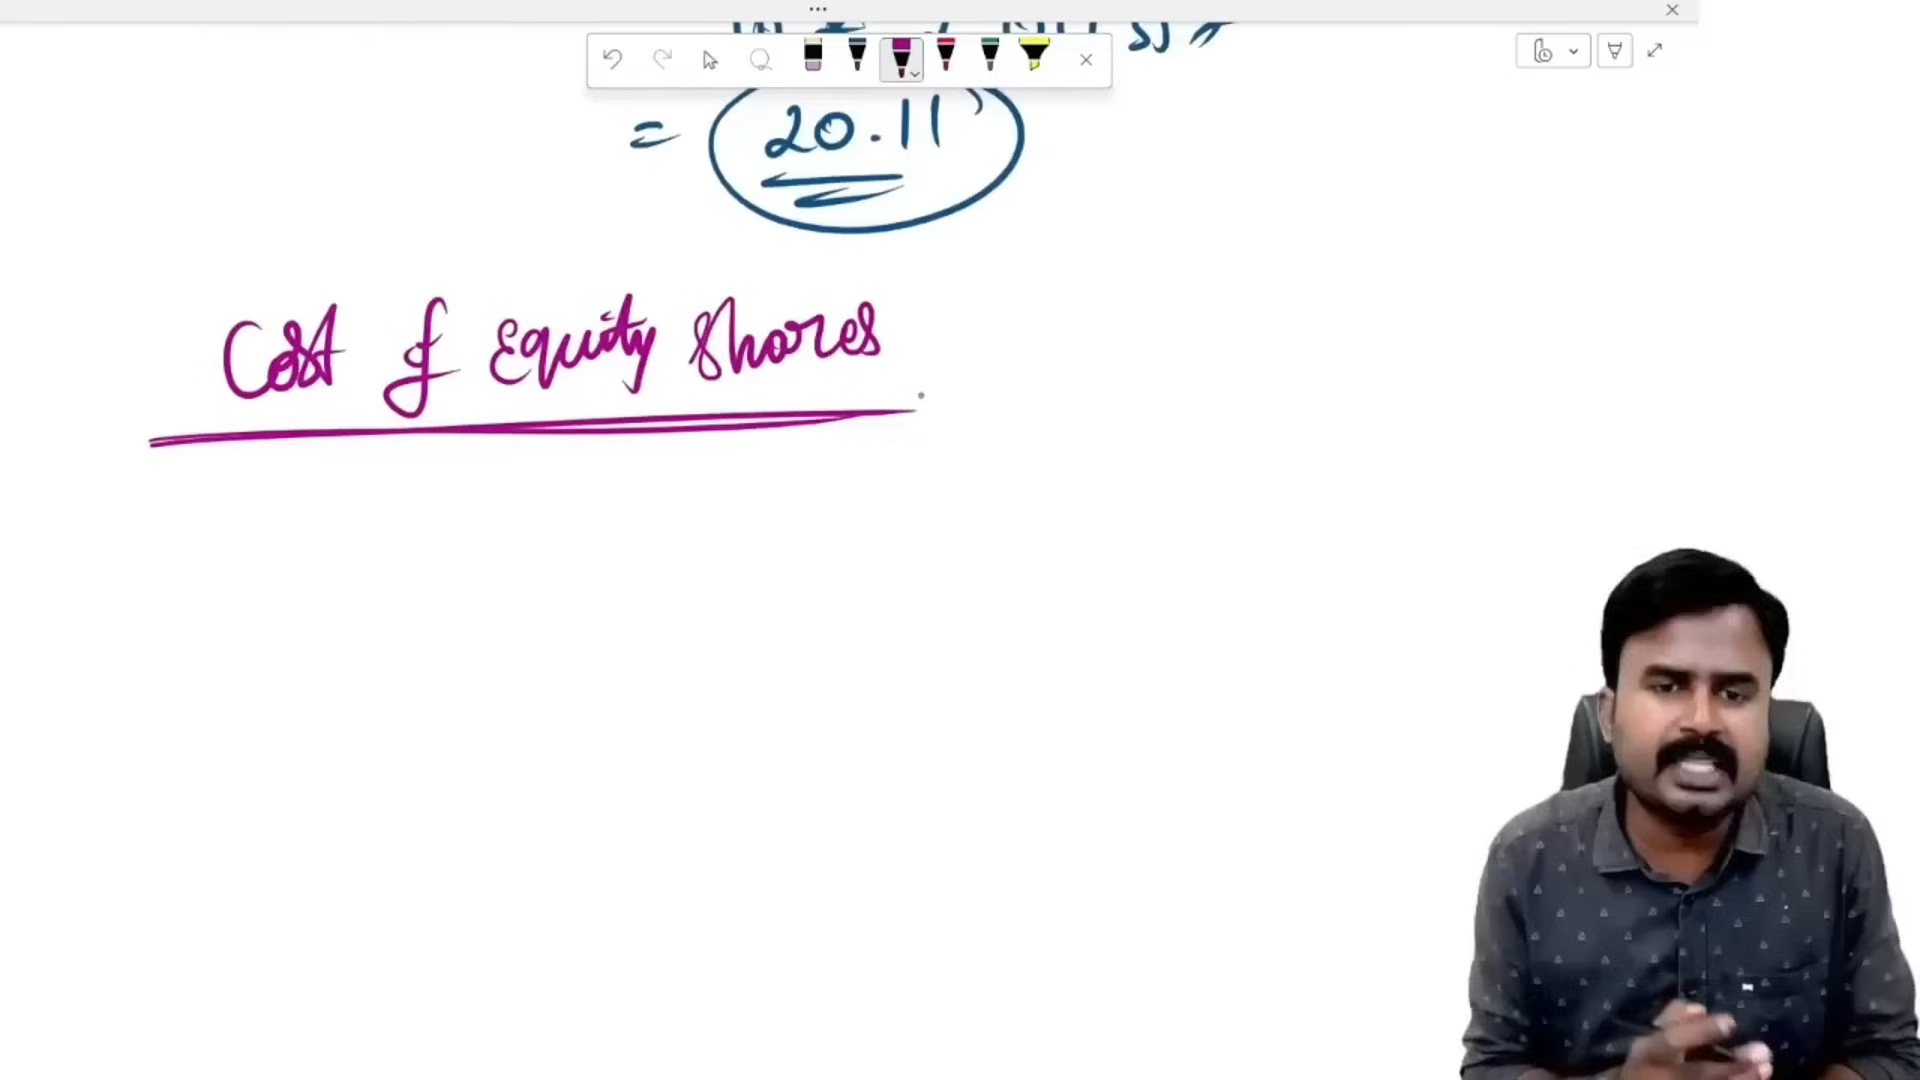 = 20.11
Cost of Equity Shares